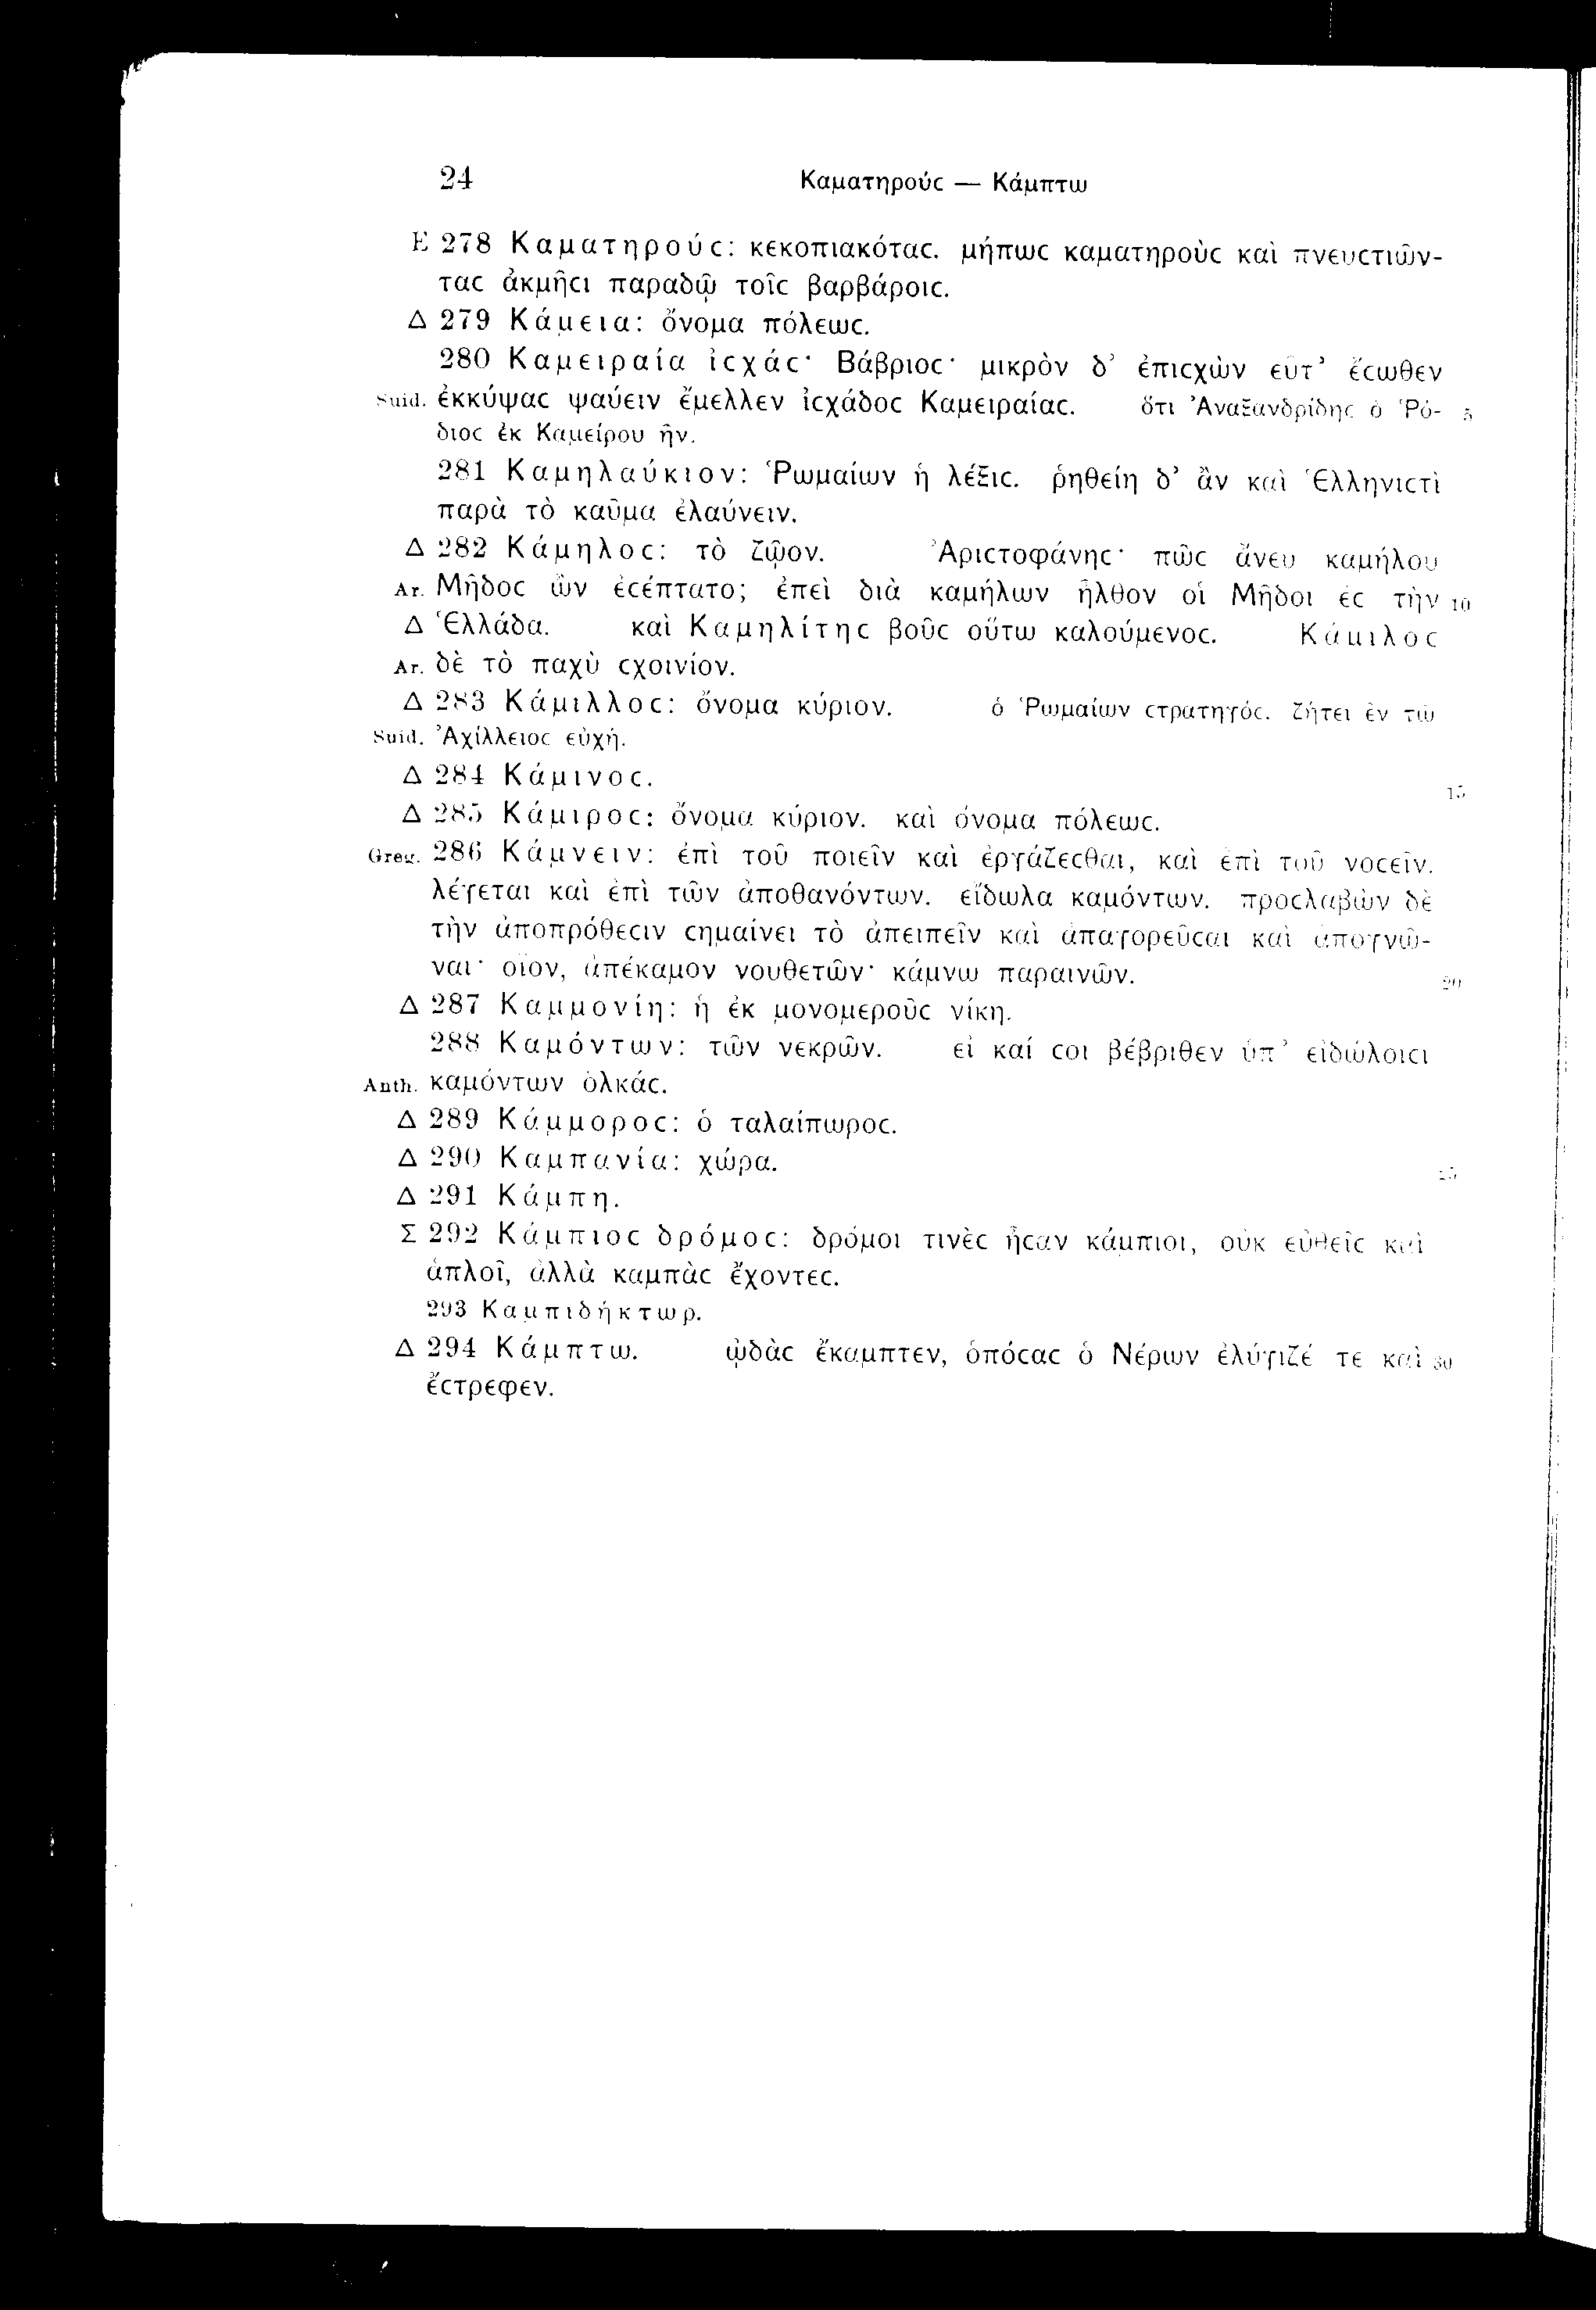 24 Καματηρούϲ — Κάμπτω
Ε 278 Καματηρούϲ: κεκοπιακόταϲ. μήπωϲ καματηροὺϲ καὶ πνευϲτιῶν-
ταϲ ἀκμῆϲι παραδῷ τοῖϲ βαρβάροιϲ.
Δ 279 Κάμεια: ὄνομα πόλεωϲ.
280 Καμειραία ἰϲχάϲ· Βάβριοϲ· μικρὸν δ’ ἐπιϲχὼν εὖτ’ ἔϲωθεν
Suid. ἐκκύψαϲ ψαύειν ἔμελλεν ἰϲχάδοϲ Καμειραίαϲ. ὅτι Ἀναξανδρίδηϲ ὁ Ῥό- 5
διοϲ ἐκ Καμείρου ἦν.
281 Καμηλαύκιον: Ῥωμαίων ἡ λέξιϲ. ῥηθείη δ’ ἂν καὶ Ἑλληνιϲτὶ
παρὰ τὸ καῦμα ἐλαύνειν.
Δ 282 Κάμηλοϲ: τὸ ζῷον. Ἀριϲτοφάνηϲ· πῶϲ ἄνευ καμήλου
Ar. Μῆδοϲ ὢν ἐϲέπτατο; ἐπεὶ διὰ καμήλων ἦλθον οἱ Μῆδοι ἐϲ τὴν 10
Δ Ἑλλάδα. καὶ Καμηλίτηϲ βοῦϲ οὕτω καλούμενοϲ. Κάμιλοϲ
Ar. δὲ τὸ παχὺ ϲχοινίον.
Δ 283 Κάμιλλοϲ: ὄνομα κύριον. ὁ Ῥωμαίων ϲτρατηγόϲ. ζήτει ἐν τῷ
Suid. Ἀχίλλειοϲ εὐχή.
Δ 284 Κάμινοϲ. 15
Δ 285 Κάμιροϲ: ὄνομα κύριον. καὶ ὄνομα πόλεωϲ.
Greg. 286 Κάμνειν: ἐπὶ τοῦ ποιεῖν καὶ ἐργάζεϲθαι, καὶ ἐπὶ τοῦ νοϲεῖν.
λέγεται καὶ ἐπὶ τῶν ἀποθανόντων. εἴδωλα καμόντων. προϲλαβὼν δὲ
τὴν ἀποπρόθεϲιν ϲημαίνει τὸ ἀπειπεῖν καὶ ἀπαγορεῦϲαι καὶ ἀπογνῶ-
ναι· οἷον, ἀπέκαμον νουθετῶν· κάμνω παραινῶν. 20
Δ 287 Καμμονίη: ἡ ἐκ μονομεροῦϲ νίκη.
288 Καμόντων: τῶν νεκρῶν. εἰ καί ϲοι βέβριθεν ὑπ’ εἰδώλοιϲι
Anth. καμόντων ὁλκάϲ.
Δ 289 Κάμμοροϲ: ὁ ταλαίπωροϲ.
Δ 290 Καμπανία: χώρα. 25
Δ 291 Κάμπη.
Σ 292 Κάμπιοϲ δρόμοϲ: δρόμοι τινὲϲ ἦϲαν κάμπιοι, οὐκ εὐθεῖϲ καὶ
ἁπλοῖ, ἀλλὰ καμπὰϲ ἔχοντεϲ.
293 Καμπιδήκτωρ.
Δ 294 Κάμπτω. ᾠδὰϲ ἔκαμπτεν, ὁπόϲαϲ ὁ Νέρων ἐλύγιζέ τε καὶ 30
ἔϲτρεφεν.